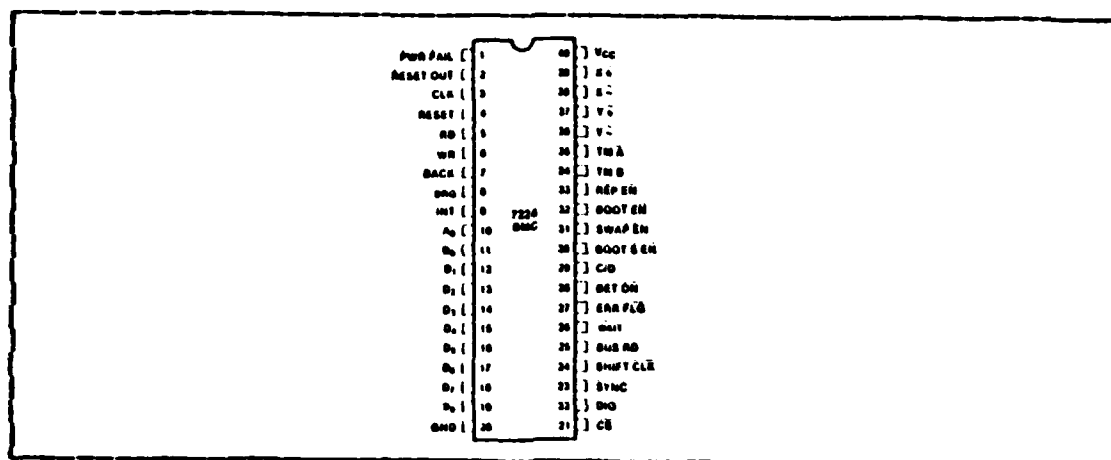 PWR FAIL 1 40 VCC
RESET OUT 2 39 X+
CLK 3 38 X-
RESET 4 37 Y+
RD 5 36 Y-
WR 6 35 TM A
DACK 7 34 TM B
DRQ 8 33 REP EN
INT 9 32 BOOT EN
A0 10 31 SWAP EN
D0 11 30 BOOT S EN
D1 12 29 C/D
D2 13 28 DET ON
D3 14 27 ERR FLG
D4 15 26 WAIT
D5 16 25 BUS RD
D6 17 24 SHIFT CLK
D7 18 23 SYNC
D8 19 22 DIO
GND 20 21 CS
BMC